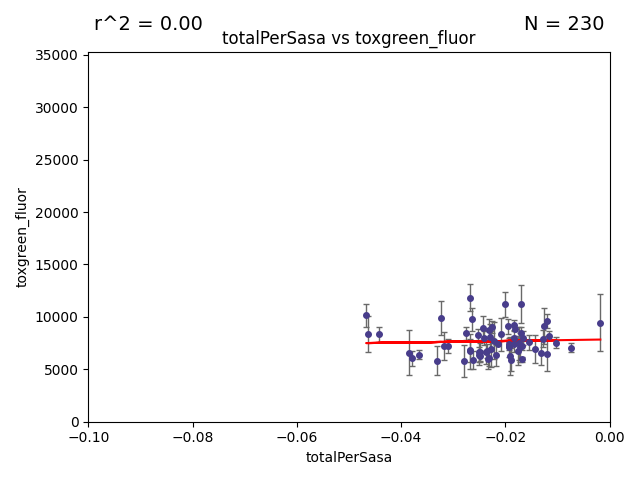 r^2 = 0.00
N = 230
totalPerSasa vs toxgreen_fluor
35000
30000
25000
20000
15000
10000
5000
0
toxgreen_fluor
−0.10
−0.08
−0.06
−0.04
−0.02
0.00
totalPerSasa